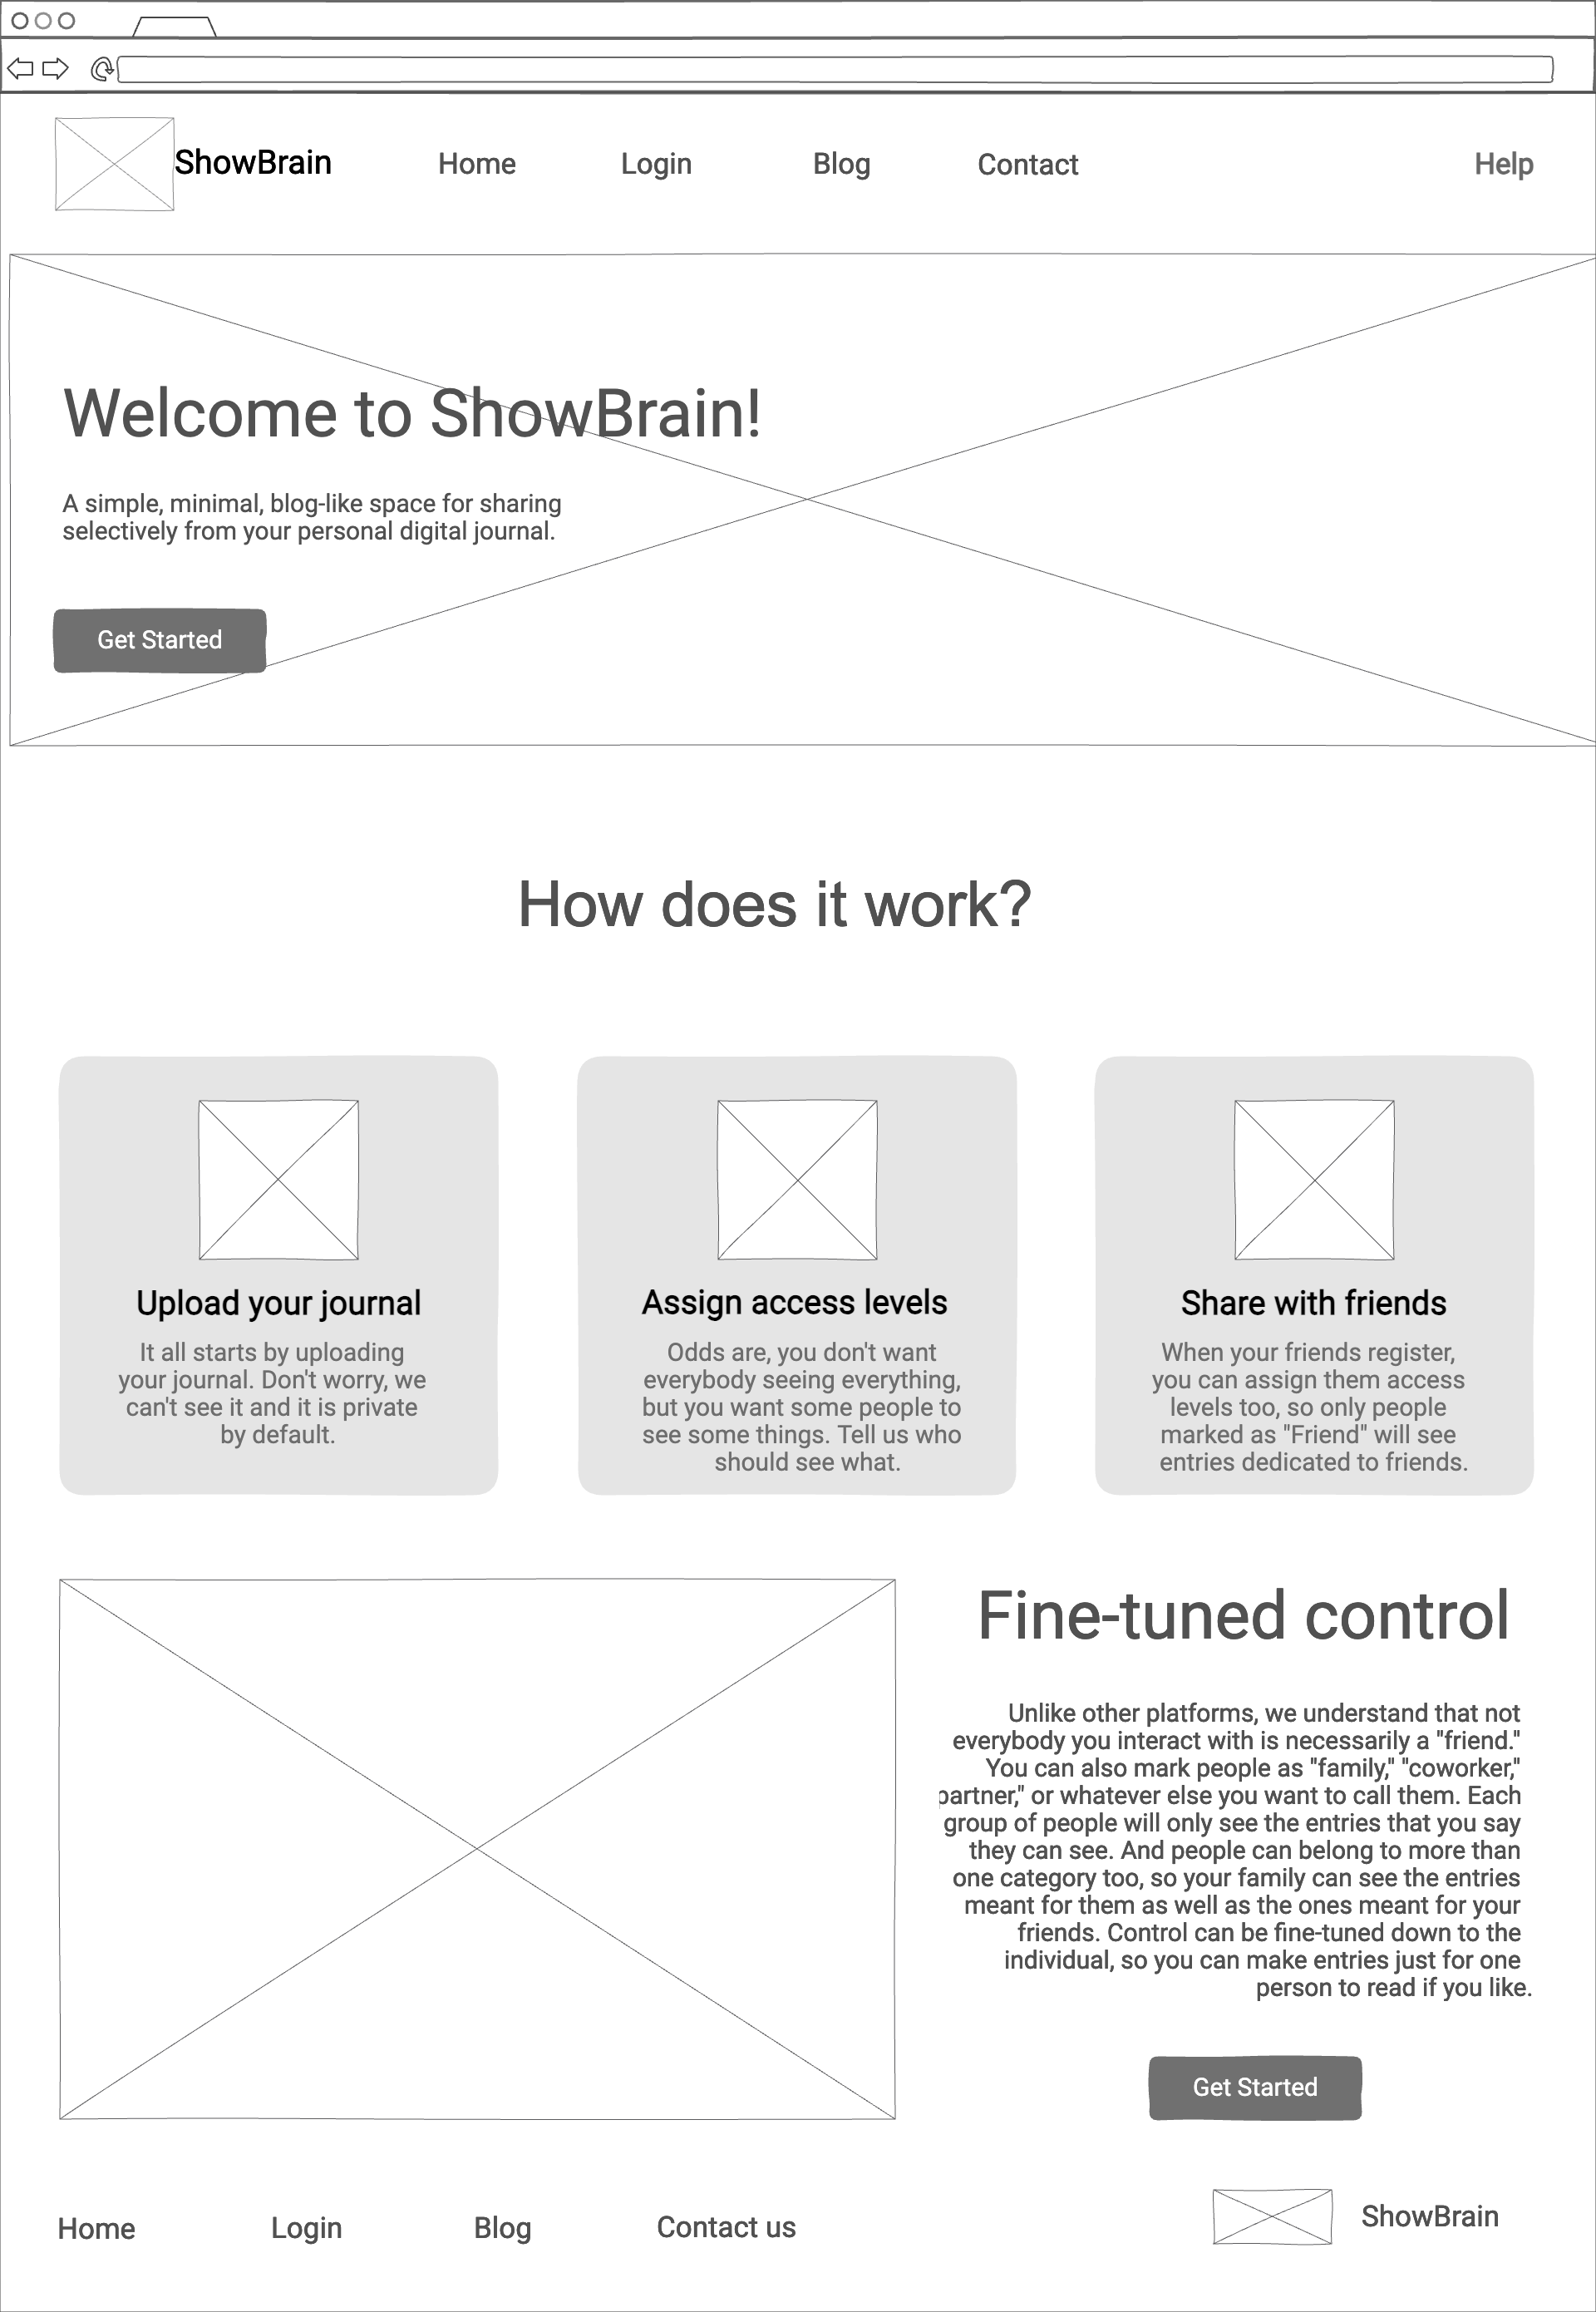 ShowBrain
Home
Login
Blog
Contact
Help
Welcome to ShowBrain!
A simple, minimal, blog-like space for sharing
selectively from your personal digital journal.
Get Started
How does it work?
Upload your journal
It all starts by uploading
your journal. Don't worry, we
can't see it and it is private
by default.
Assign access levels
Odds are, you don't want
everybody seeing everything,
but you want some people to
see some things. Tell us who
should see what.
Share with friends
When your friends register,
you can assign them access
levels too, so only people
marked as "Friend" will see
entries dedicated to friends.
Fine-tuned control
Unlike other platforms, we understand that not
everybody you interact with is necessarily a "friend."
You can also mark people as "family," "coworker,"
partner," or whatever else you want to call them. Each
group of people will only see the entries that you say
they can see. And people can belong to more than
one category too, so your family can see the entries
meant for them as well as the ones meant for your
friends. Control can be fine-tuned down to the
individual, so you can make entries just for one
person to read if you like.
Get Started
Home
Login
Blog
Contact us
ShowBrain